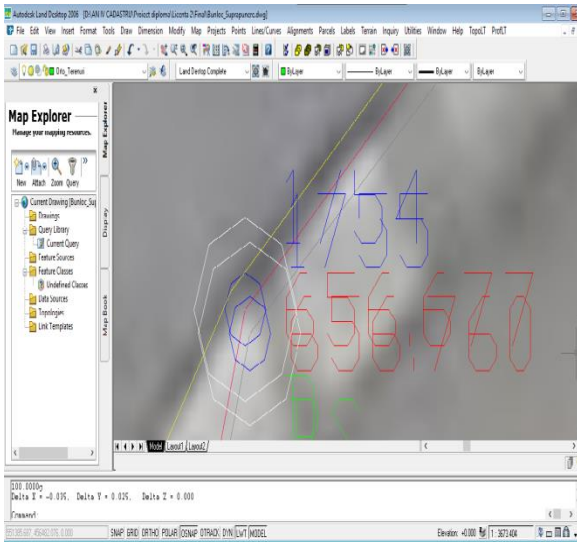 Autodesk Land Desktop 2006 [D:\AN IV CADASTRU\Proiect diploma\Licenta 2\Final\Bunloc_Suprapunere.dwg]
File Edit View Insert Format Tools Draw Dimension Modify Map Projects Points Lines/Curves Alignments Parcels Labels Terrain Inquiry Utilities Window Help TopoLT ProfLT
Orto_Terenuri Land Desktop Complete ByLayer ByLayer ByLayer ByLayer
Map Explorer
Manage your mapping resources.
New Attach Zoom Query
Current Drawing [Bunloc_Sup
Drawings
Query Library
Current Query
Feature Sources
Feature Classes
Undefined Classes
Data Sources
Topologies
Link Templates
Map Explorer
Display
Map Book
1754
656.670
Model Layout1 Layout2
100.0000g
Delta X = -0.035, Delta Y = 0.025, Delta Z = 0.000
Command:
SNAP GRID ORTHO POLAR OSNAP OTRACK DYN LWT MODEL
Elevation: +0.000 1 : 3673.404